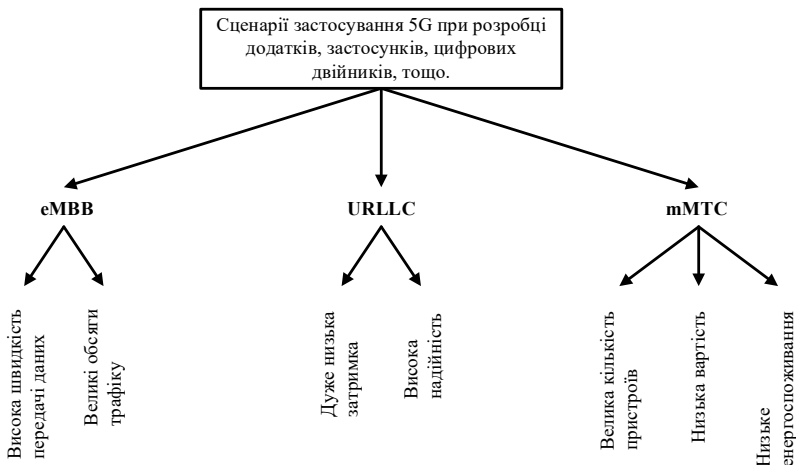 Сценарії застосування 5G при розробці
додатків, застосунків, цифрових
двійників, тощо.
eMBB
URLLC
mMTC
Висока швидкість
передачі даних
Великі обсяги
трафіку
Дуже низька
затримка
Висока
надійність
Велика кількість
пристроїв
Низька вартість
Низьке
енергоспоживання